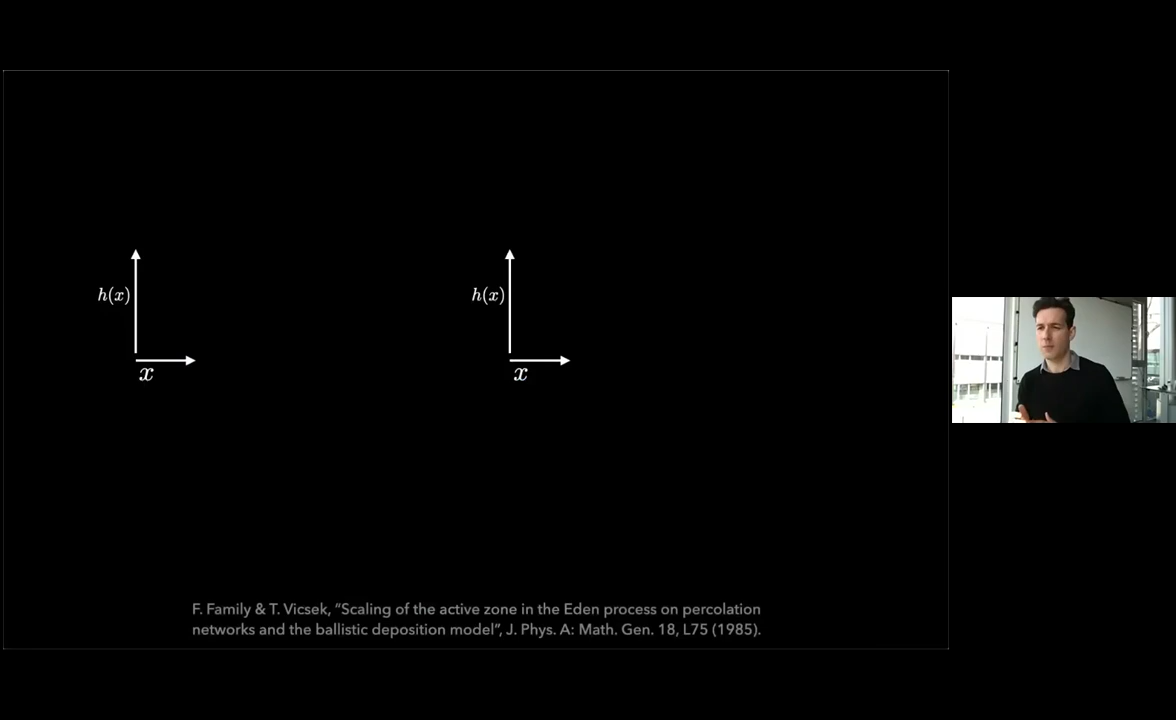 h(x)
h(x)
x
x
F. Family & T. Vicsek, “Scaling of the active zone in the Eden process on percolation
networks and the ballistic deposition model”, J. Phys. A: Math. Gen. 18, L75 (1985).